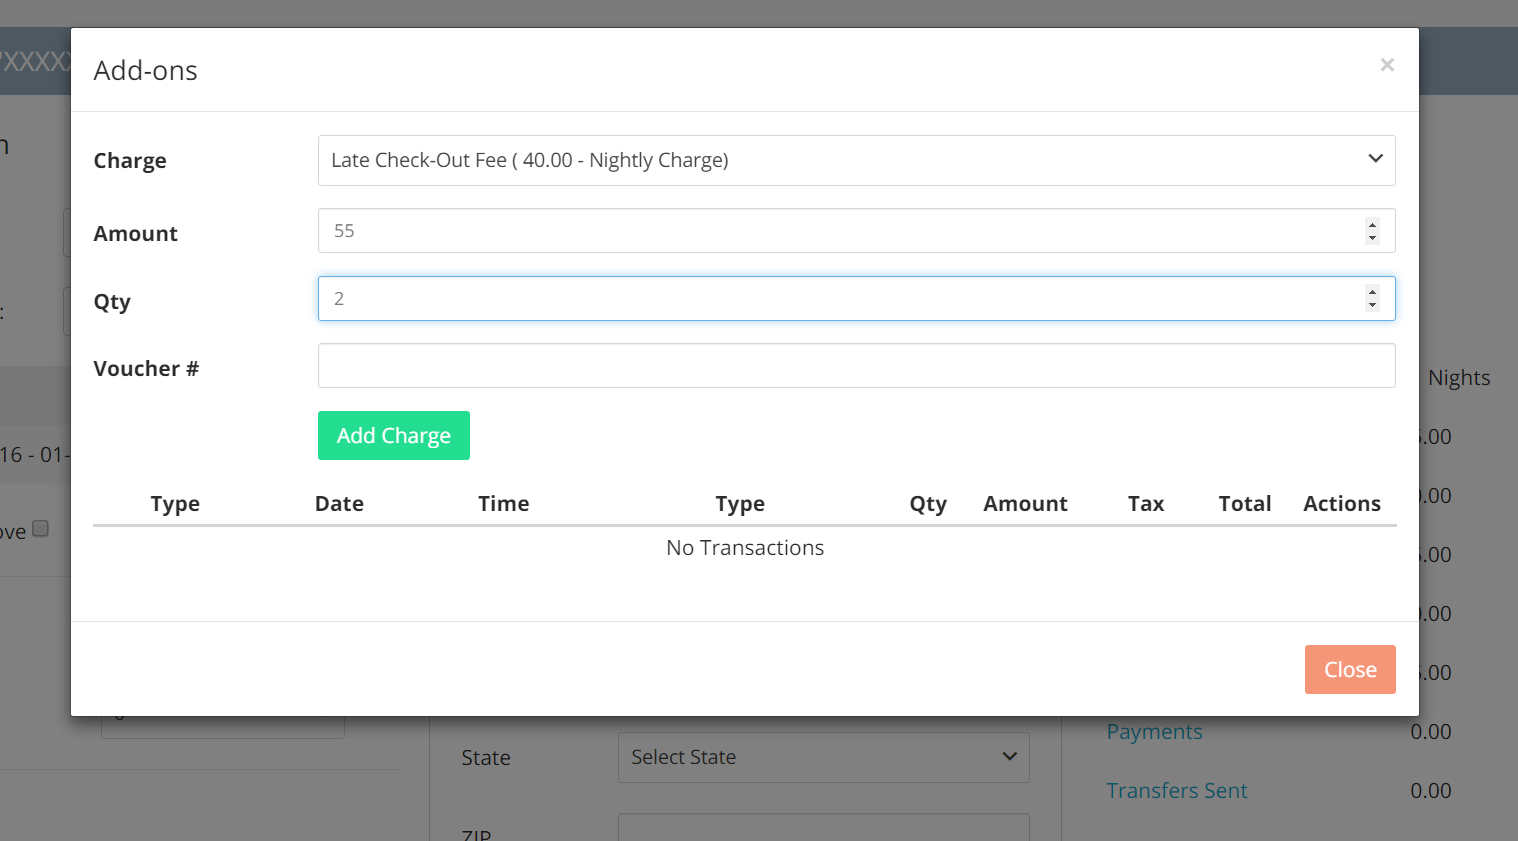 XXXXX
Add-ons
×
Charge
Late Check-Out Fee ( 40.00 - Nightly Charge)
Amount
55
Qty
2
Voucher #
Nights
Add Charge
.00
16 - 01-
Type Date Time Type Qty Amount Tax Total Actions
.00
ove
No Transactions
.00
.00
Close
.00
Payments 0.00
State Select State
Transfers Sent 0.00
ZIP